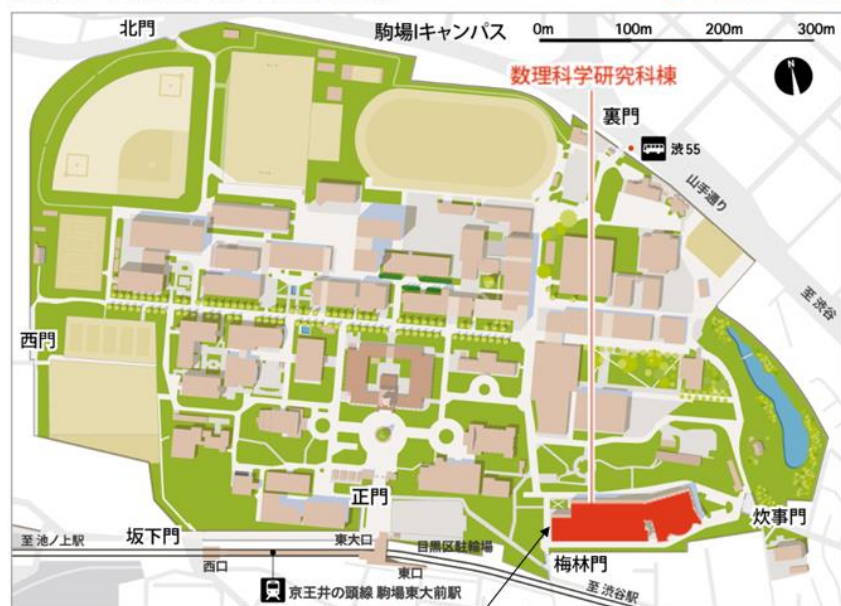 北門
駒場Iキャンパス
0m 100m 200m 300m
N
数理科学研究科棟
裏門
渋55
山手通り
至 渋谷
西門
正門
炊事門
坂下門
東大口
目黒区駐輪場
梅林門
至 池ノ上駅
西口
東口
至 渋谷駅
京王井の頭線 駒場東大前駅